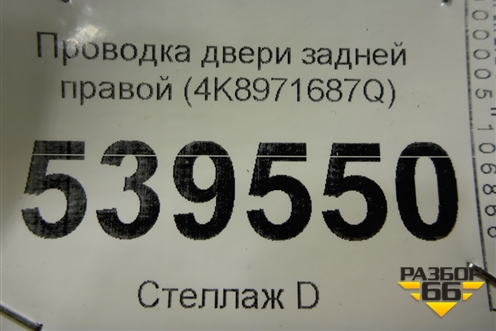 Проводка двери задней
правой (4K8971687Q)
539550
Стеллаж D
РАЗБОР
66